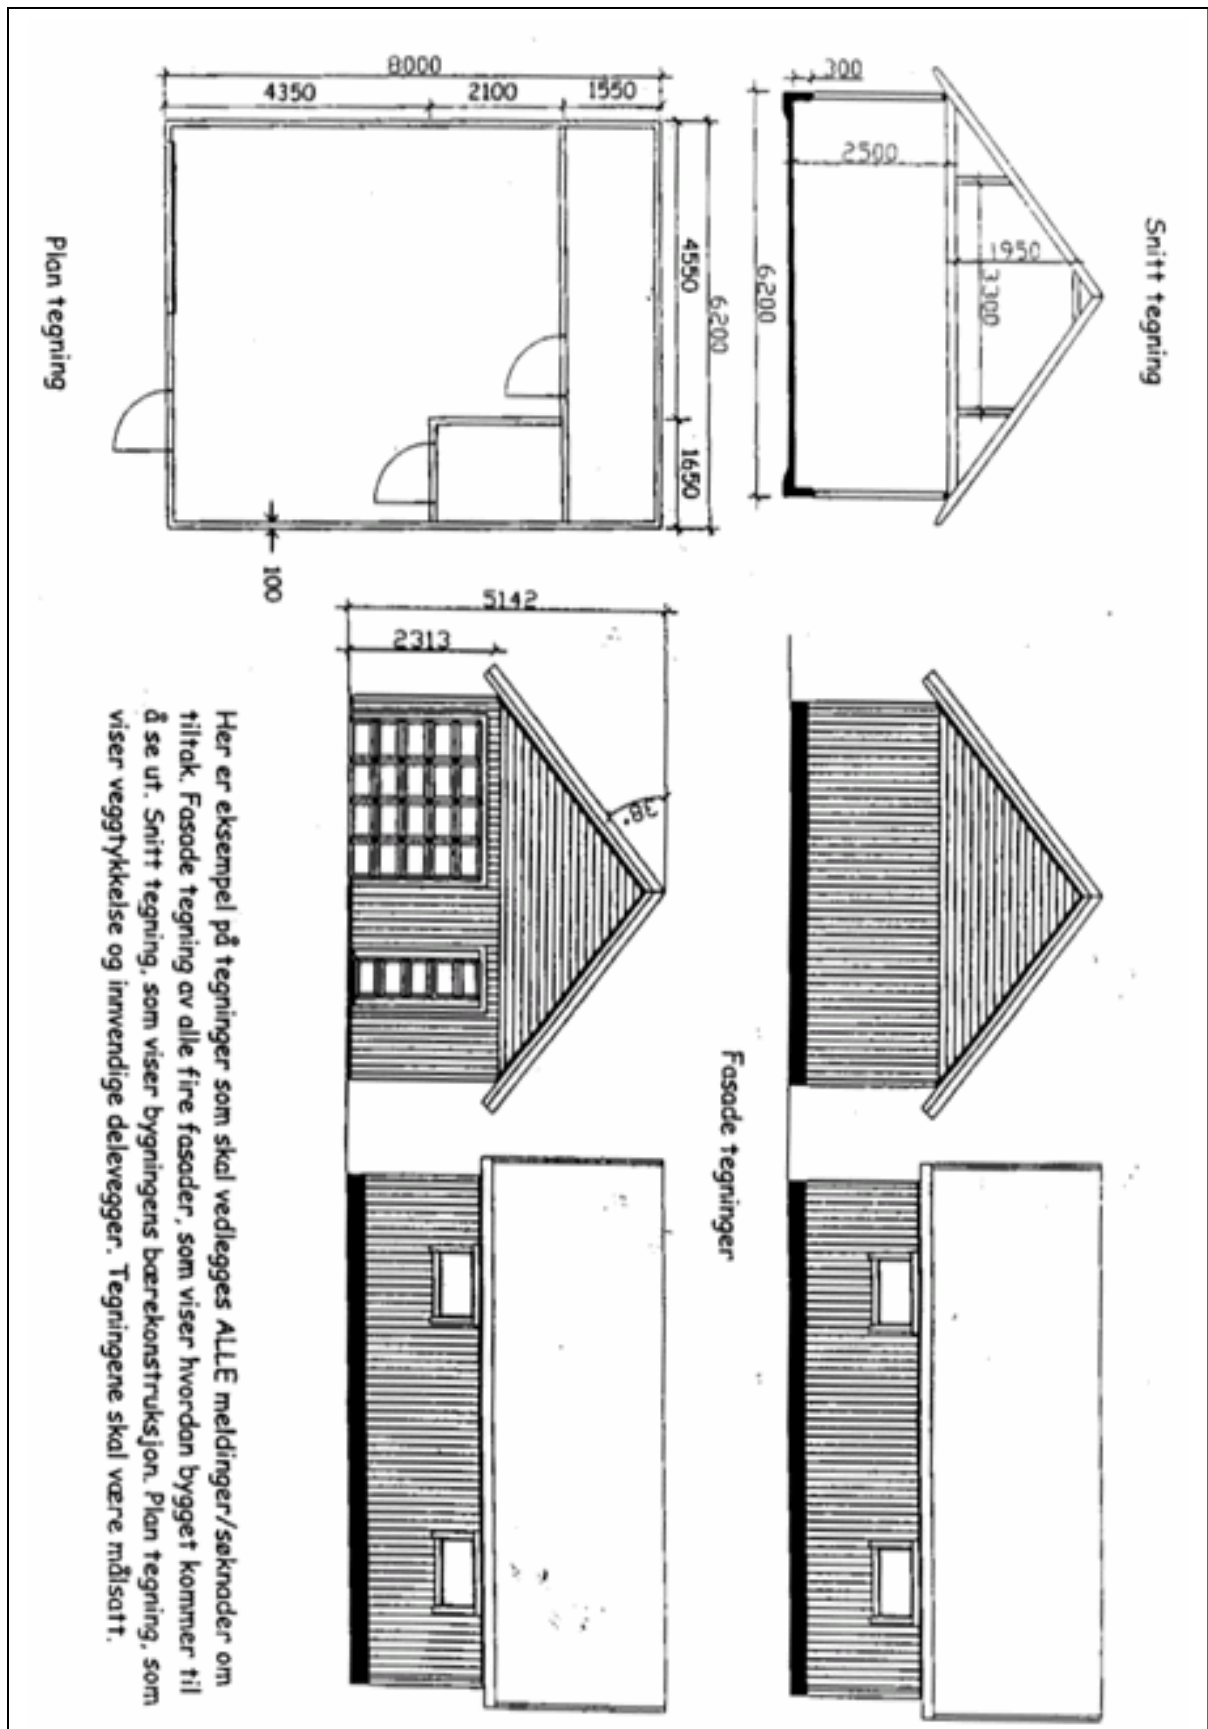 Snitt tegning
300
2500
1950
3300
6200
8000
4350
2100
1550
4550
6200
1650
100
Plan tegning
Fasade tegninger
5142
2313
38°
Her er eksempel på tegninger som skal vedlegges ALLE meldinger/søknader om
tiltak. Fasade tegning av alle fire fasader, som viser hvordan bygget kommer til
å se ut. Snitt tegning, som viser bygningens bærekonstruksjon. Plan tegning, som
viser veggtykkelse og innvendige delevegger. Tegningene skal være målsatt.